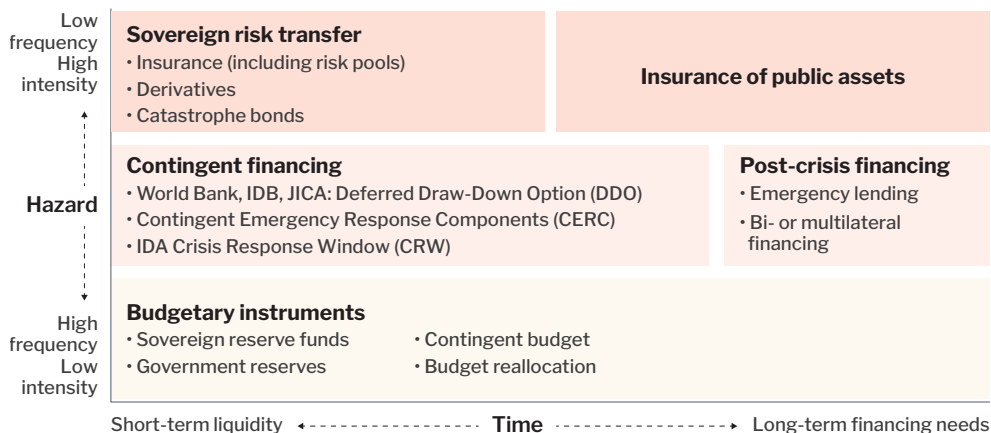 Low
frequency
High
intensity
Sovereign risk transfer
• Insurance (including risk pools)
• Derivatives
• Catastrophe bonds
Insurance of public assets
Hazard
Contingent financing
• World Bank, IDB, JICA: Deferred Draw-Down Option (DDO)
• Contingent Emergency Response Components (CERC)
• IDA Crisis Response Window (CRW)
Post-crisis financing
• Emergency lending
• Bi- or multilateral
financing
High
frequency
Low
intensity
Budgetary instruments
• Sovereign reserve funds
• Government reserves
• Contingent budget
• Budget reallocation
Short-term liquidity
Time
Long-term financing needs